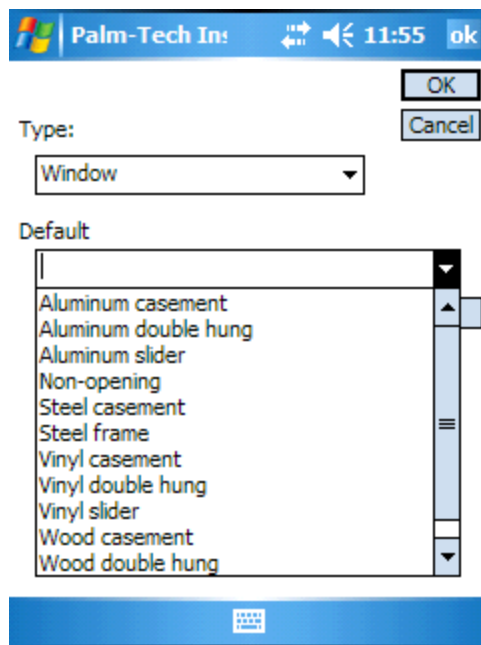 Palm-Tech Ins 11:55 ok
OK
Type:
Cancel
Window
Default
Aluminum casement
Aluminum double hung
Aluminum slider
Non-opening
Steel casement
Steel frame
Vinyl casement
Vinyl double hung
Vinyl slider
Wood casement
Wood double hung